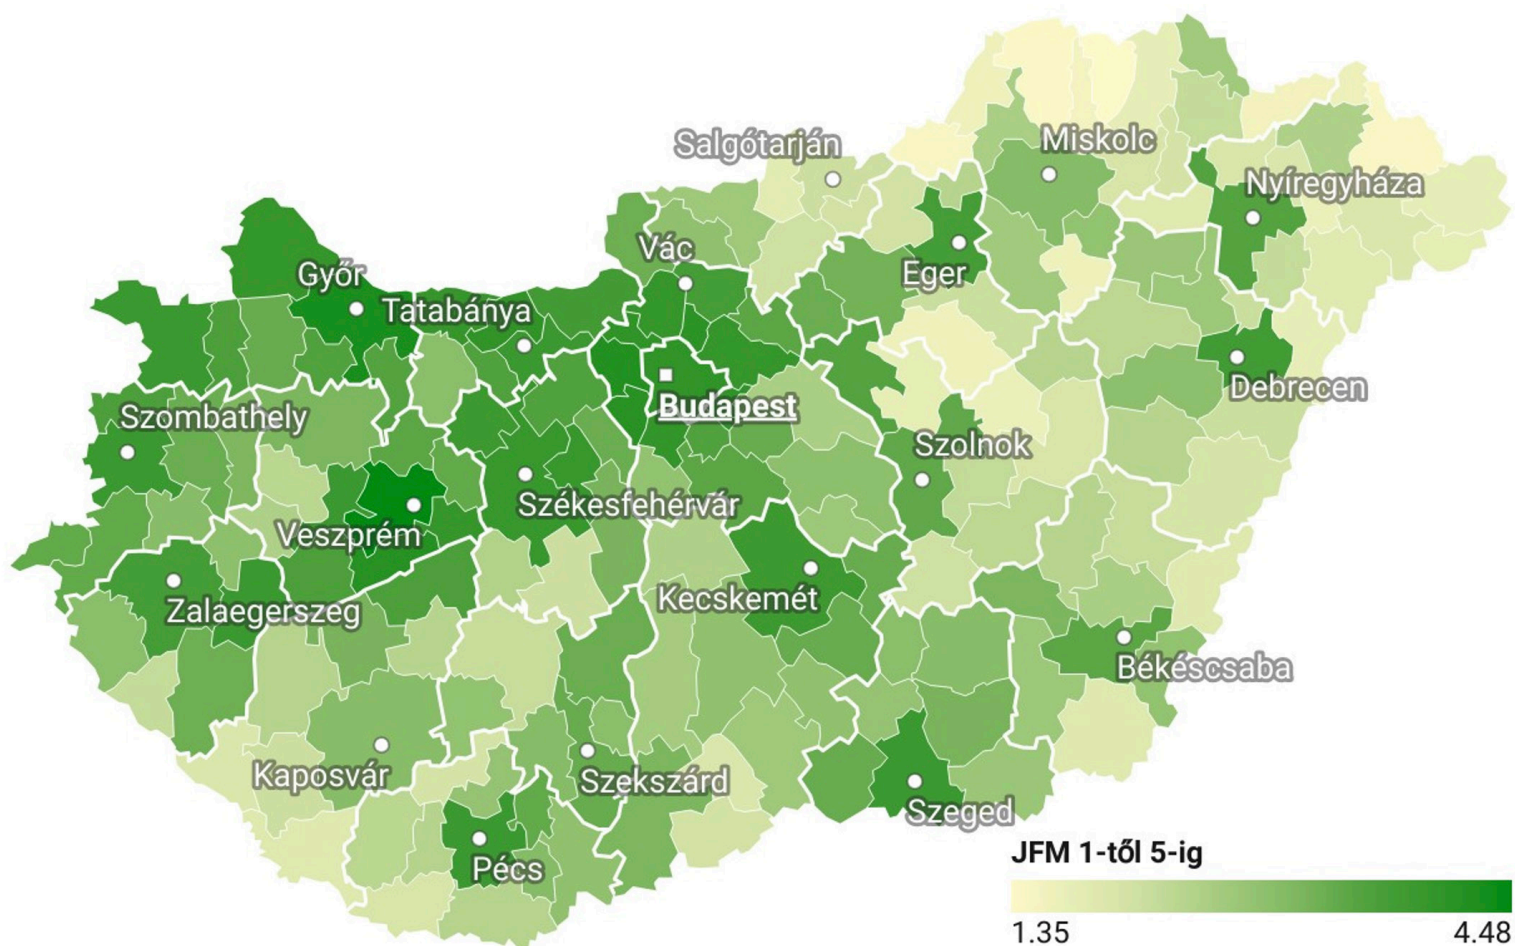 Salgótarján
Miskolc
Nyíregyháza
Vác
Eger
Győr
Tatabánya
Debrecen
Budapest
Szombathely
Szolnok
Székesfehérvár
Veszprém
Kecskemét
Zalaegerszeg
Békéscsaba
Kaposvár
Szekszárd
Szeged
Pécs
JFM 1-től 5-ig
1.35
4.48